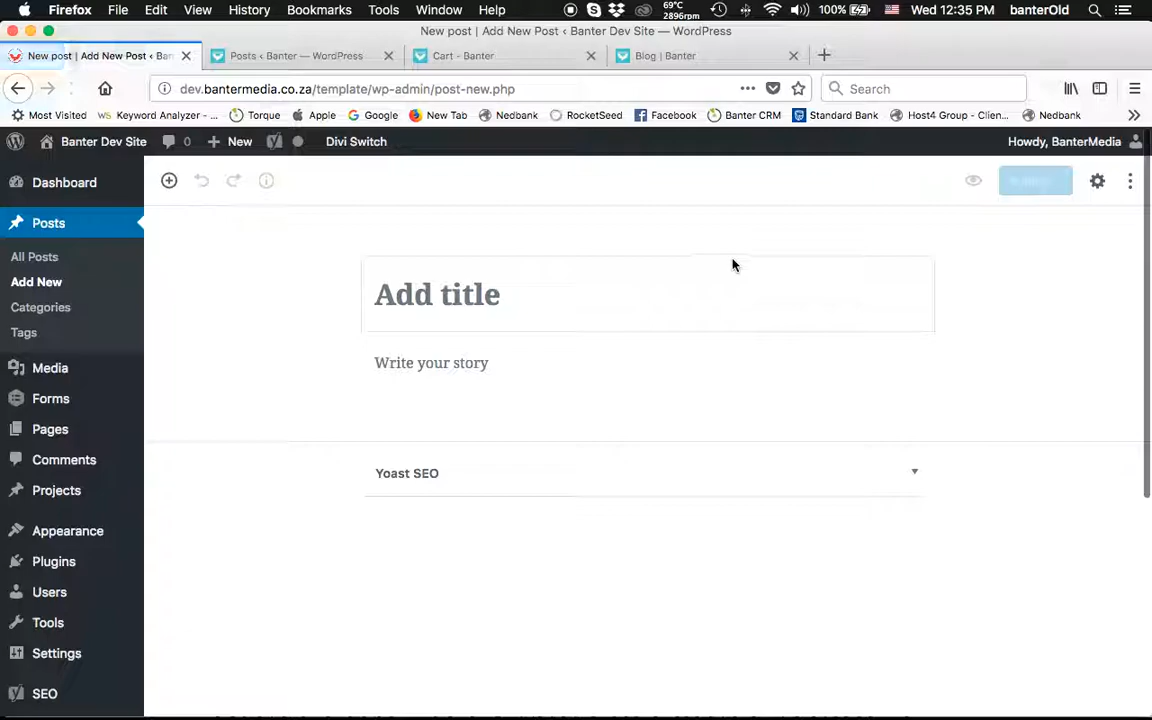 Firefox File Edit View History Bookmarks Tools Window Help 69°C 2896rpm 100% Wed 12:35 PM banterOld
New post | Add New Post ‹ Banter Dev Site — WordPress
New post | Add New Post ‹ Ban Posts ‹ Banter — WordPress Cart - Banter Blog | Banter
dev.bantermedia.co.za/template/wp-admin/post-new.php Search
Most Visited WS Keyword Analyzer - ... Torque Apple Google New Tab Nedbank RocketSeed Facebook Banter CRM Standard Bank Host4 Group - Clien... Nedbank
Banter Dev Site 0 New Divi Switch Howdy, BanterMedia
Dashboard
Posts
All Posts
Add New
Categories
Tags
Media
Forms
Pages
Comments
Projects
Appearance
Plugins
Users
Tools
Settings
SEO
Add title
Write your story
Yoast SEO